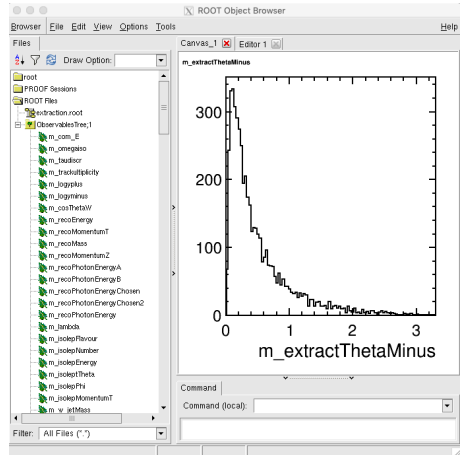 ROOT Object Browser
Browser File Edit View Options Tools Help
Files
Draw Option:
root
PROOF Sessions
ROOT Files
extraction.root
ObservablesTree;1
m_com_E
m_omegaiso
m_taudiscr
m_trackultiplicity
m_logyplus
m_logyminus
m_cosThetaW
m_recoEnergy
m_recoMomentumT
m_recoMass
m_recoMomentumZ
m_recoPhotonEnergyA
m_recoPhotonEnergyB
m_recoPhotonEnergyChosen
m_recoPhotonEnergyChosen2
m_recoPhotonEnergy
m_lambda
m_isolepFlavour
m_isolepNumber
m_isolepEnergy
m_isoleptTheta
m_isolepPhi
m_isolepMomentumT
m_w_jetMass
Filter: All Files (*.*)
Canvas_1 Editor 1
m_extractThetaMinus
300
200
100
0
0 1 2 3
m_extractThetaMinus
Command
Command (local):